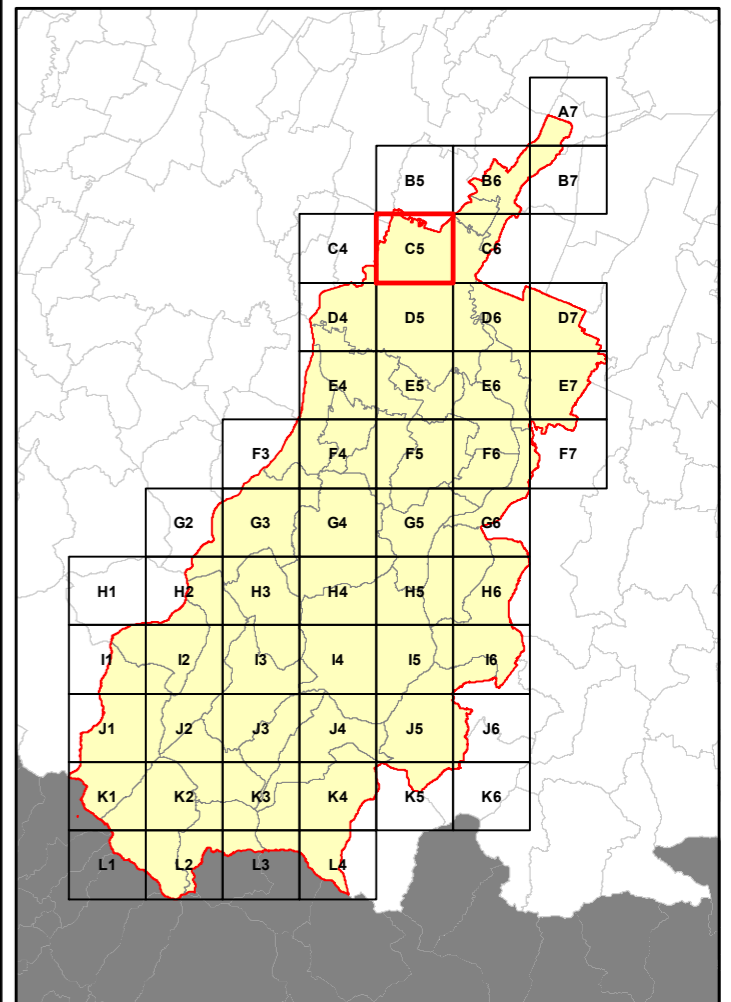 A7
B5 B6 B7
C4 C5 C6
D4 D5 D6 D7
E4 E5 E6 E7
F3 F4 F5 F6 F7
G2 G3 G4 G5 G6
H1 H2 H3 H4 H5 H6
I1 I2 I3 I4 I5 I6
J1 J2 J3 J4 J5 J6
K1 K2 K3 K4 K5 K6
L1 L2 L3 L4